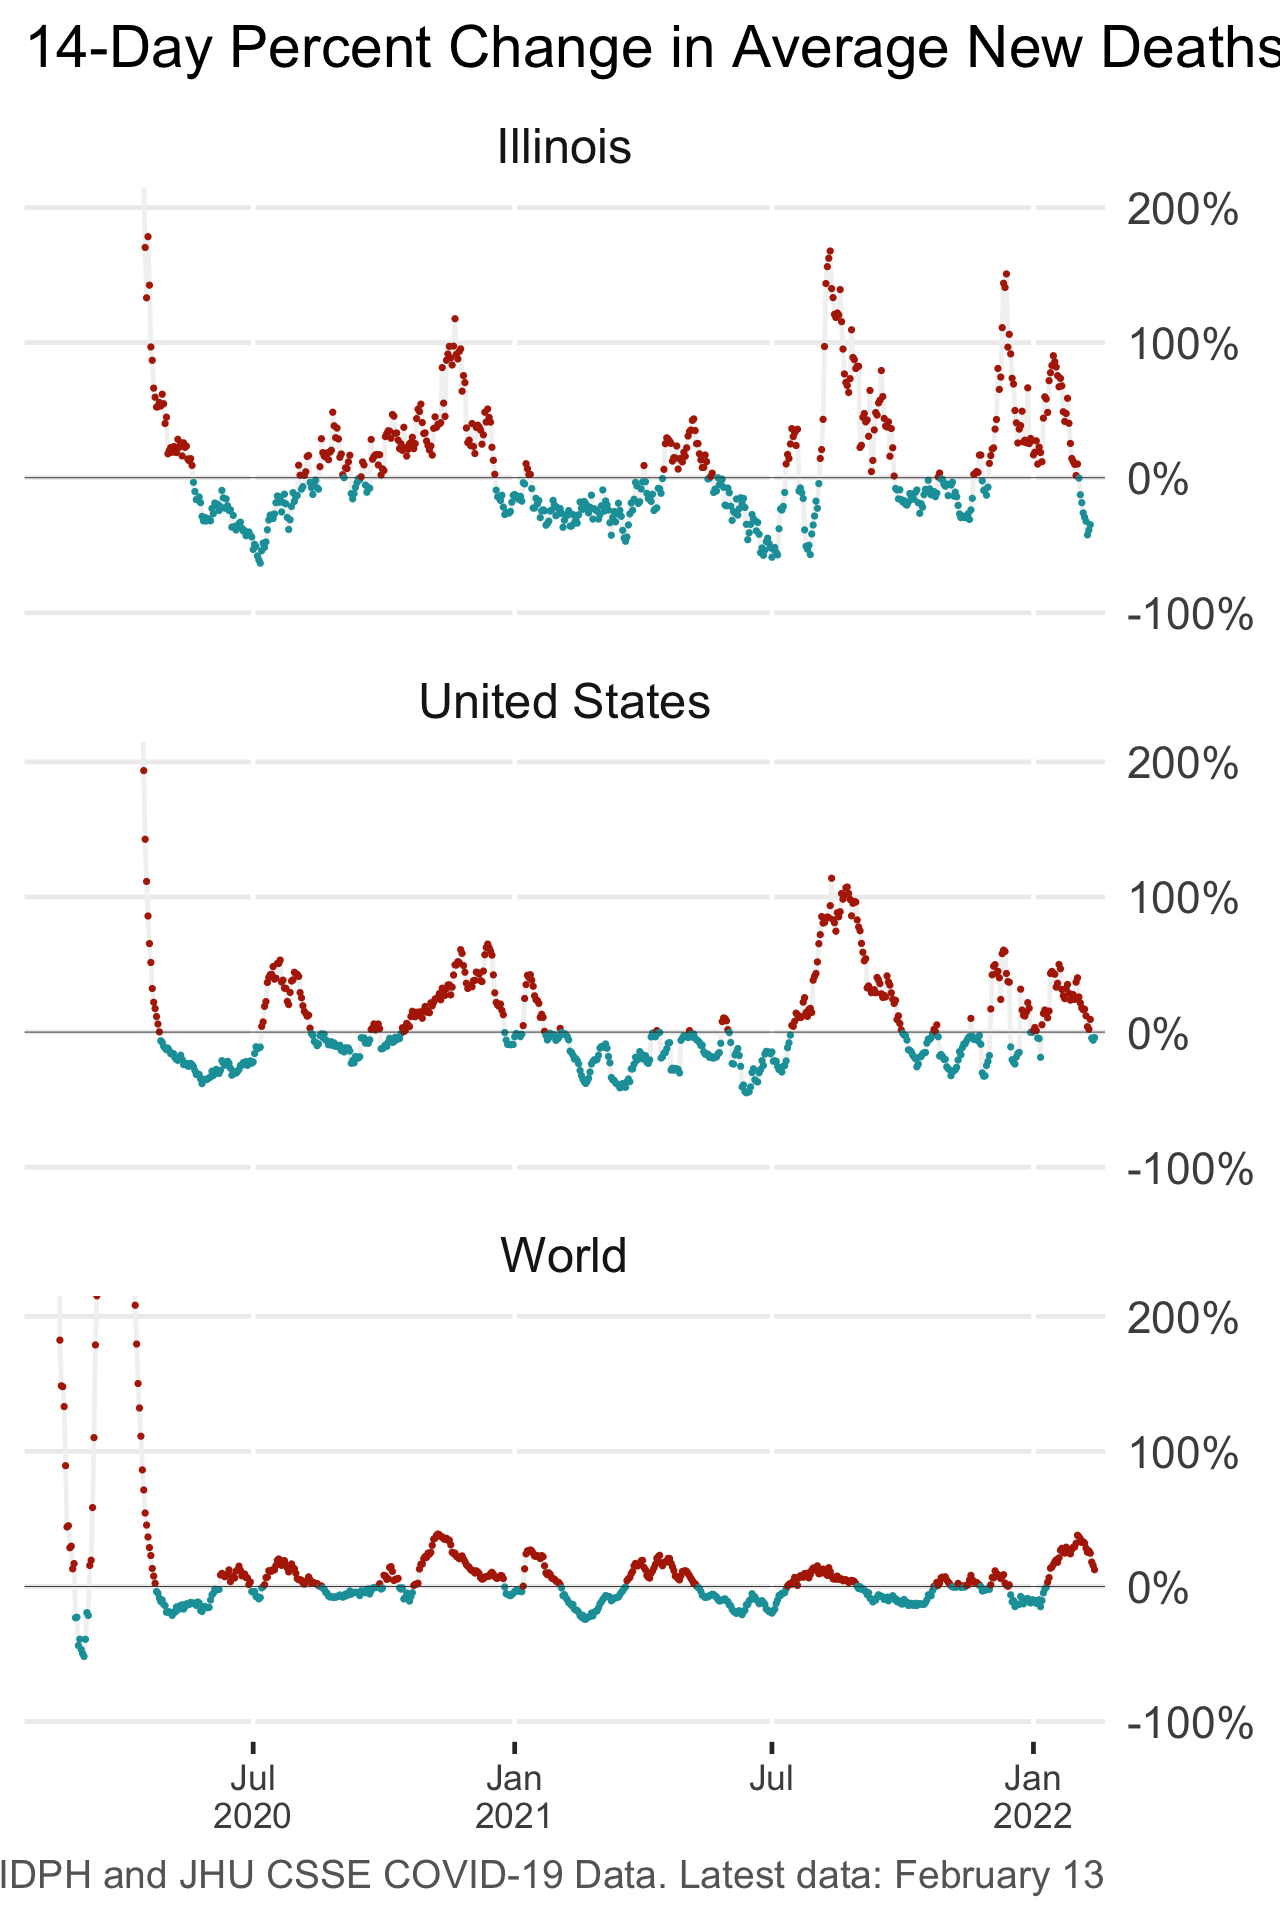 14-Day Percent Change in Average New Deaths
Illinois
200%
100%
0%
-100%
United States
200%
100%
0%
-100%
World
200%
100%
0%
-100%
Jul
2020
Jan
2021
Jul
Jan
2022
IDPH and JHU CSSE COVID-19 Data. Latest data: February 13